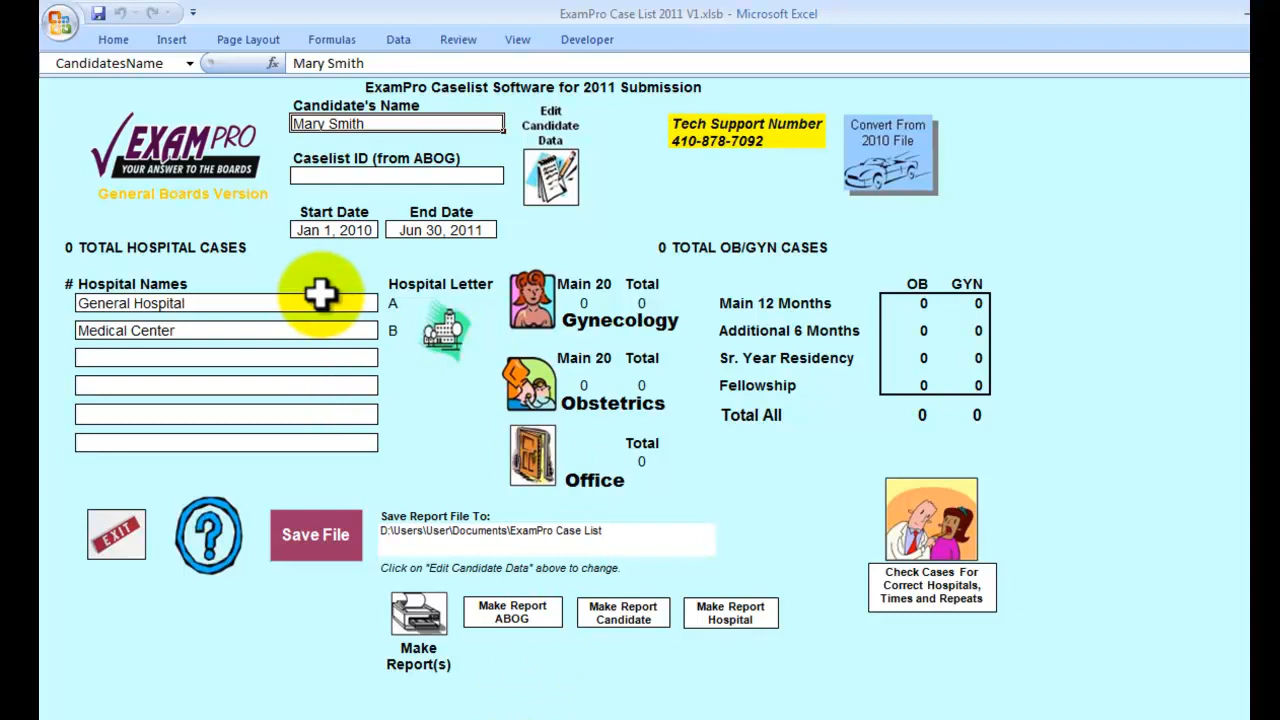 ExamPro Case List 2011 V1.xlsb - Microsoft Excel
Home Insert Page Layout Formulas Data Review View Developer
CandidatesName fx Mary Smith
ExamPro Caselist Software for 2011 Submission
Candidate's Name
Mary Smith
Caselist ID (from ABOG)
Edit
Candidate
Data
Tech Support Number
410-878-7092
Convert From
2010 File
EXAMPRO
YOUR ANSWER TO THE BOARDS
General Boards Version
Start Date End Date
Jan 1, 2010 Jun 30, 2011
0 TOTAL HOSPITAL CASES
0 TOTAL OB/GYN CASES
# Hospital Names Hospital Letter
General Hospital A
Medical Center B
Main 20 Total
0 0
Gynecology
Main 20 Total
0 0
Obstetrics
Total
0
Office
OB GYN
Main 12 Months 0 0
Additional 6 Months 0 0
Sr. Year Residency 0 0
Fellowship 0 0
Total All 0 0
EXIT
?
Save File
Save Report File To:
D:\Users\User\Documents\ExamPro Case List
Click on "Edit Candidate Data" above to change.
Check Cases For
Correct Hospitals,
Times and Repeats
Make
Report(s)
Make Report
ABOG
Make Report
Candidate
Make Report
Hospital